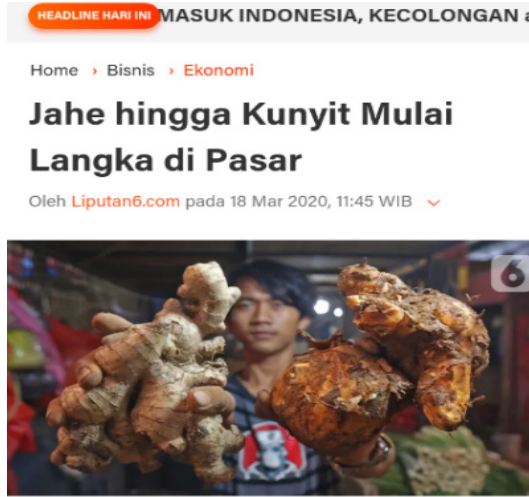 HEADLINE HARI INI MASUK INDONESIA, KECOLONGAN
Home › Bisnis › Ekonomi
Jahe hingga Kunyit Mulai
Langka di Pasar
Oleh Liputan6.com pada 18 Mar 2020, 11:45 WIB
6